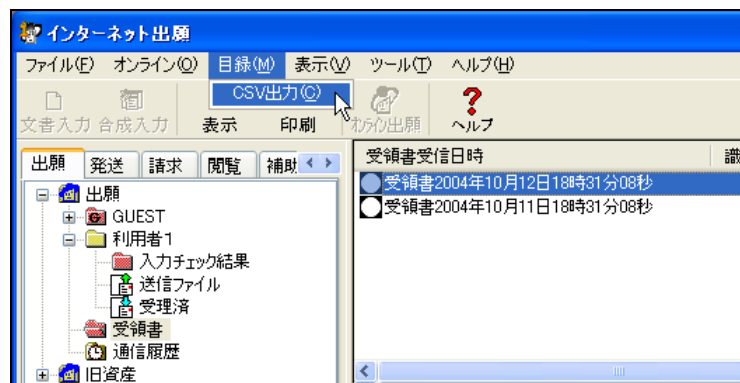 インターネット出願
ファイル(F) オンライン(O) 目録(M) 表示(V) ツール(T) ヘルプ(H)
CSV出力(C)
文書入力 合成入力 表示 印刷 オンライン出願 ヘルプ
出願 発送 請求 閲覧 補助
受領書受信日時 識
出願
受領書2004年10月12日18時31分08秒
GUEST
受領書2004年10月11日18時31分08秒
利用者1
入力チェック結果
送信ファイル
受理済
受領書
通信履歴
旧資産